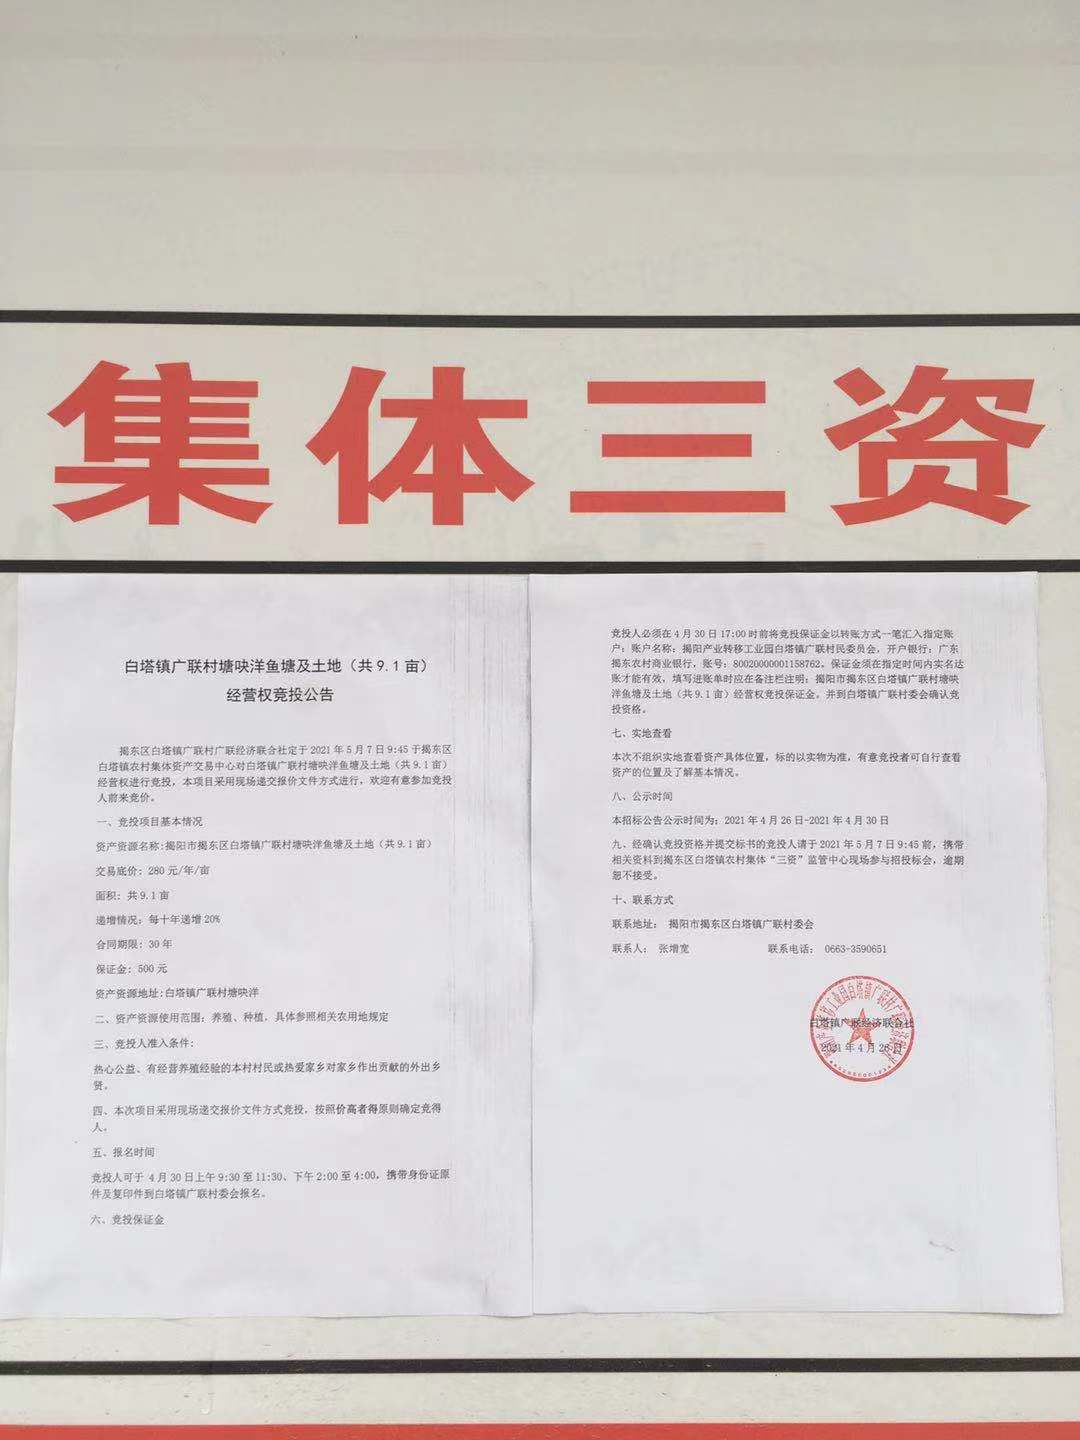 集体三资
白塔镇广联村塘咉洋鱼塘及土地（共9.1亩）
经营权竞投公告
揭东区白塔镇广联村广联经济联合社定于2021年5月7日9:45于揭东区
白塔镇农村集体资产交易中心对白塔镇广联村塘咉洋鱼塘及土地（共9.1亩）
经营权进行竞投，本项目采用现场递交报价文件方式进行，欢迎有意参加竞投
人前来竞价。
一、竞投项目基本情况
资产资源名称:揭阳市揭东区白塔镇广联村塘咉洋鱼塘及土地（共9.1亩）
交易底价：280元/年/亩
面积：共9.1亩
递增情况：每十年递增20%
合同期限：30年
保证金：500元
资产资源地址:白塔镇广联村塘咉洋
二、资产资源使用范围：养殖、种植，具体参照相关农用地规定
三、竞投人准入条件:
热心公益、有经营养殖经验的本村村民或热爱家乡对家乡作出贡献的外出乡
贤。
四、本次项目采用现场递交报价文件方式竞投，按照价高者得原则确定竞得
人。
五、报名时间
竞投人可于 4月30日上午9:30至11:30、下午2:00至4:00，携带身份证原
件及复印件到白塔镇广联村委会报名。
六、竞投保证金
竞投人必须在4月30日17:00时前将竞投保证金以转账方式一笔汇入指定账
户：账户名称：揭阳产业转移工业园白塔镇广联村民委员会，开户银行：广东
揭东农村商业银行，账号：80020000001158762。保证金须在指定时间内实名达
账才能有效，填写进账单时应在备注栏注明：揭阳市揭东区白塔镇广联村塘咉
洋鱼塘及土地（共9.1亩）经营权竞投保证金，并到白塔镇广联村委会确认竞
投资格。
七、实地查看
本次不组织实地查看资产具体位置，标的以实物为准，有意竞投者可自行查看
资产的位置及了解基本情况。
八、公示时间
本招标公告公示时间为：2021年4月26日-2021年4月30日
九、经确认竞投资格并提交标书的竞投人请于2021年5月7日9:45前，携带
相关资料到揭东区白塔镇农村集体“三资”监管中心现场参与招投标会，逾期
恕不接受。
十、联系方式
联系地址： 揭阳市揭东区白塔镇广联村委会
联系人： 张增宽 联系电话： 0663-3590651
白塔镇广联经济联合社
2021年4月26日